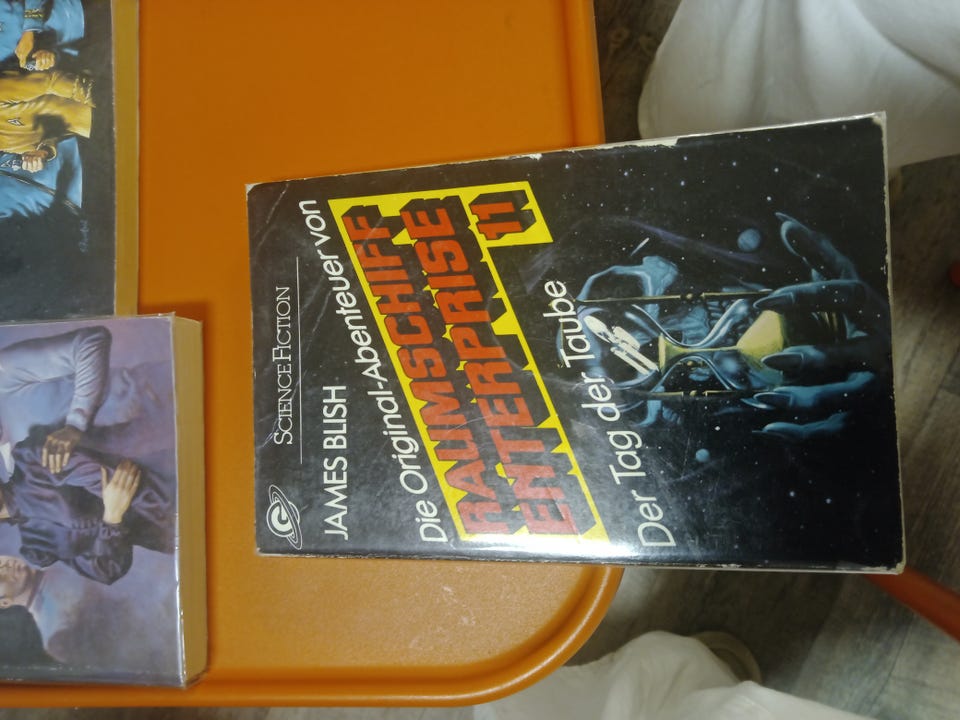 SCIENCE FICTION
JAMES BLISH
Die Original-Abenteuer von
RAUMSCHIFF
ENTERPRISE 11
Der Tag der Taube